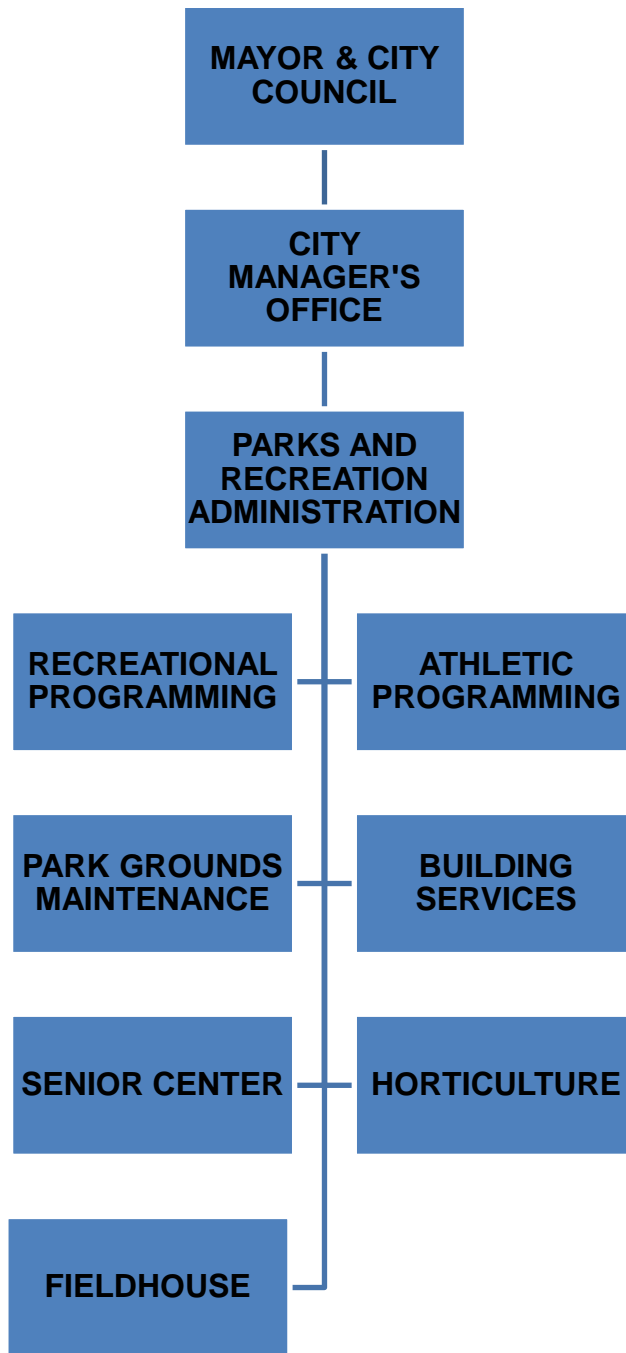 MAYOR & CITY
COUNCIL
CITY
MANAGER'S
OFFICE
PARKS AND
RECREATION
ADMINISTRATION
RECREATIONAL
PROGRAMMING
ATHLETIC
PROGRAMMING
PARK GROUNDS
MAINTENANCE
BUILDING
SERVICES
SENIOR CENTER
HORTICULTURE
FIELDHOUSE